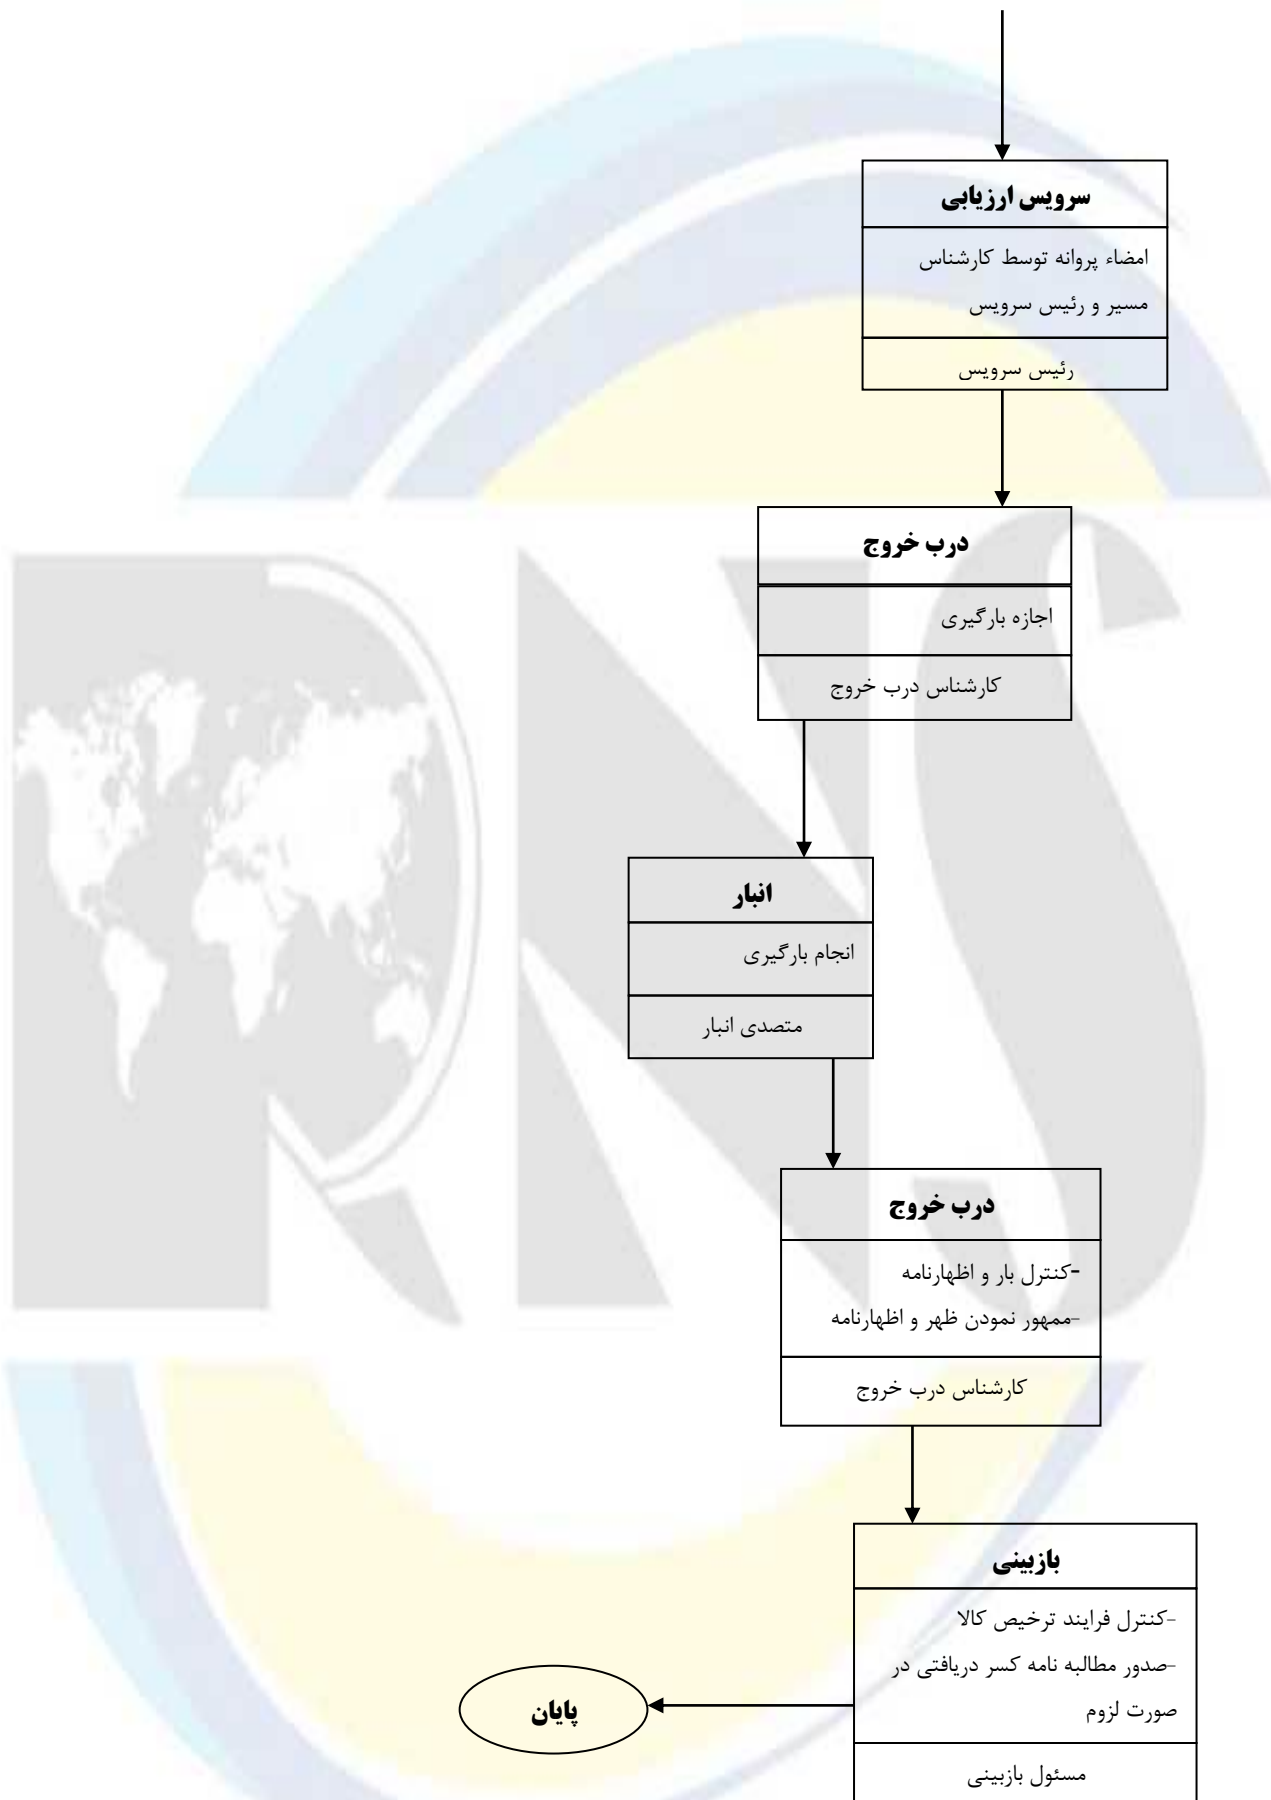 سرویس ارزیابی
امضاء پروانه توسط کارشناس
مسیر و رئیس سرویس
رئیس سرویس
درب خروج
اجازه بارگیری
کارشناس درب خروج
انبار
انجام بارگیری
متصدی انبار
درب خروج
-کنترل بار و اظهارنامه
-ممهور نمودن ظهر و اظهارنامه
کارشناس درب خروج
بازبینی
-کنترل فرایند ترخیص کالا
-صدور مطالبه نامه کسر دریافتی در
صورت لزوم
مسئول بازبینی
پایان
RNS